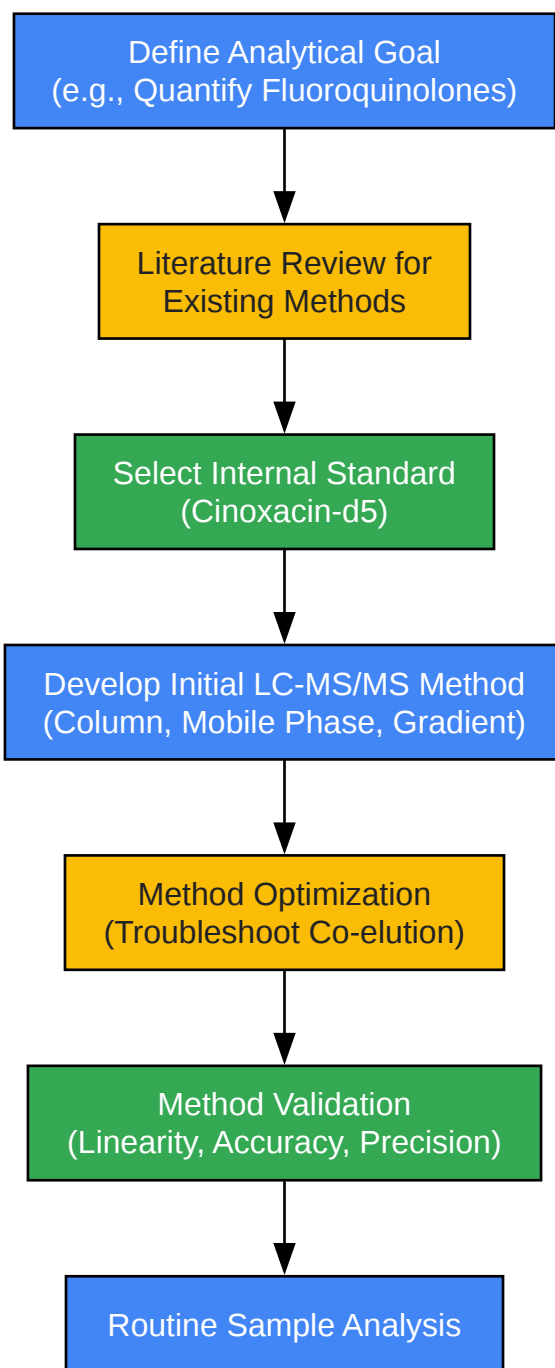 Define Analytical Goal
(e.g., Quantify Fluoroquinolones)
Literature Review for
Existing Methods
Select Internal Standard
(Cinoxacin-d5)
Develop Initial LC-MS/MS Method
(Column, Mobile Phase, Gradient)
Method Optimization
(Troubleshoot Co-elution)
Method Validation
(Linearity, Accuracy, Precision)
Routine Sample Analysis